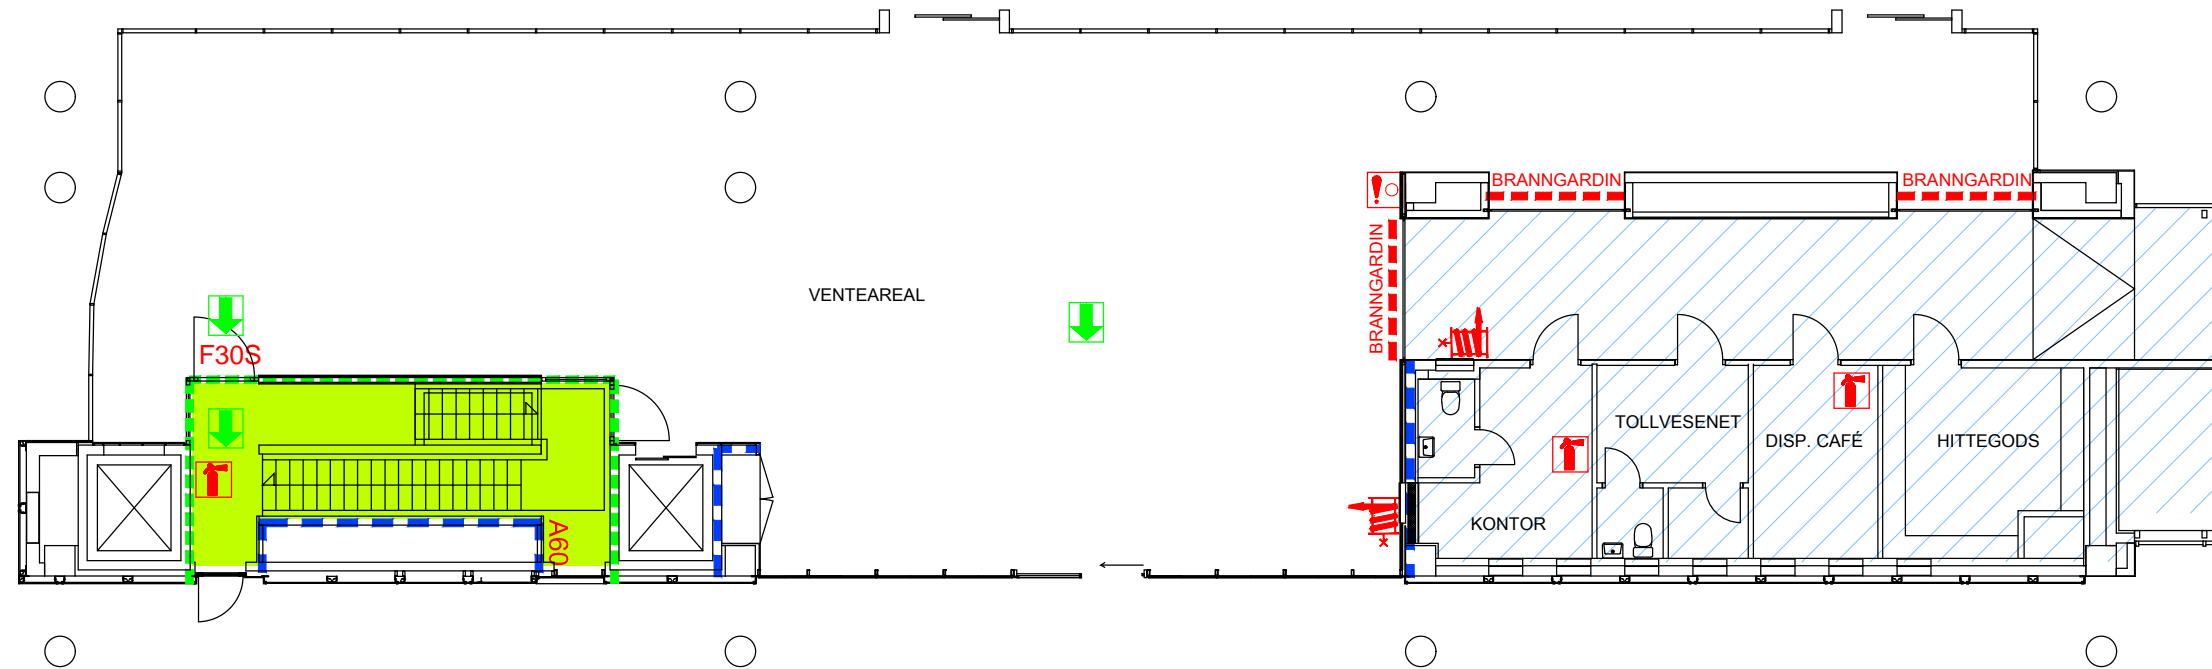 BRANNGARDIN
BRANNGARDIN
BRANNGARDIN
VENTEAREAL
F30S
TOLLVESENET
DISP. CAFÉ
HITTEGODS
KONTOR
A60